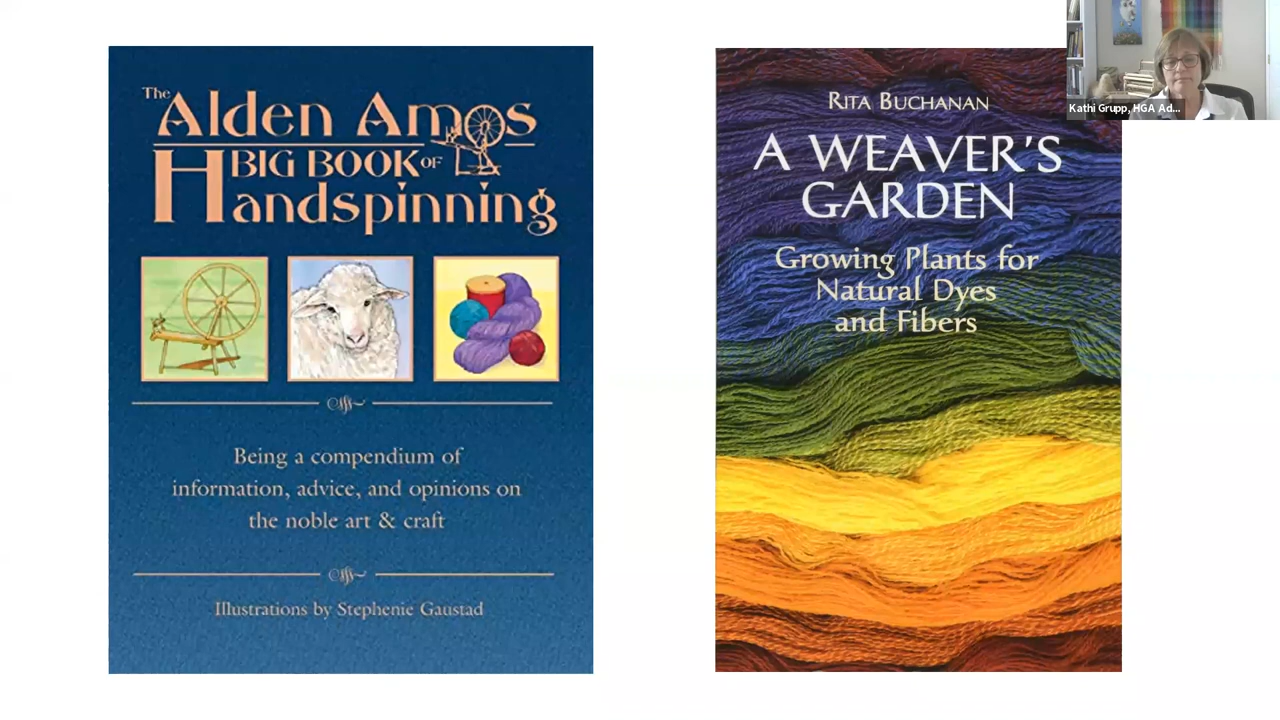 The
Alden Amos
BIG BOOK OF
Handspinning
Being a compendium of
information, advice, and opinions on
the noble art & craft
Illustrations by Stephenie Gaustad
RITA BUCHANAN
A WEAVER'S
GARDEN
Growing Plants for
Natural Dyes
and Fibers
Kathi Grupp, HGA Ad...